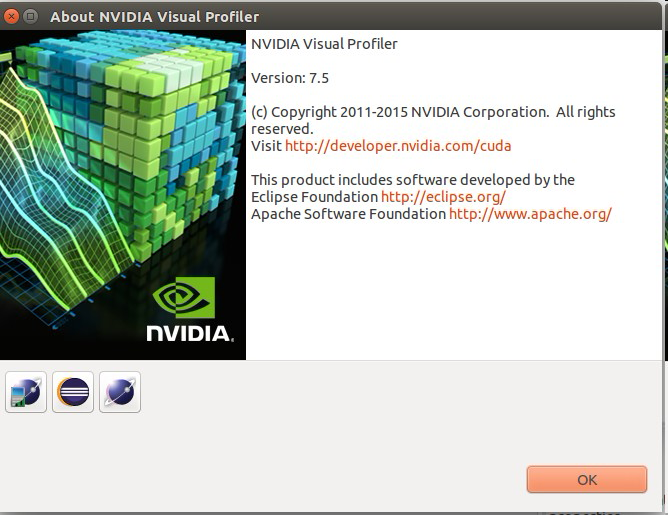 About NVIDIA Visual Profiler
NVIDIA Visual Profiler
Version: 7.5
(c) Copyright 2011-2015 NVIDIA Corporation.  All rights
reserved.
Visit http://developer.nvidia.com/cuda
This product includes software developed by the
Eclipse Foundation http://eclipse.org/
Apache Software Foundation http://www.apache.org/
NVIDIA.
OK